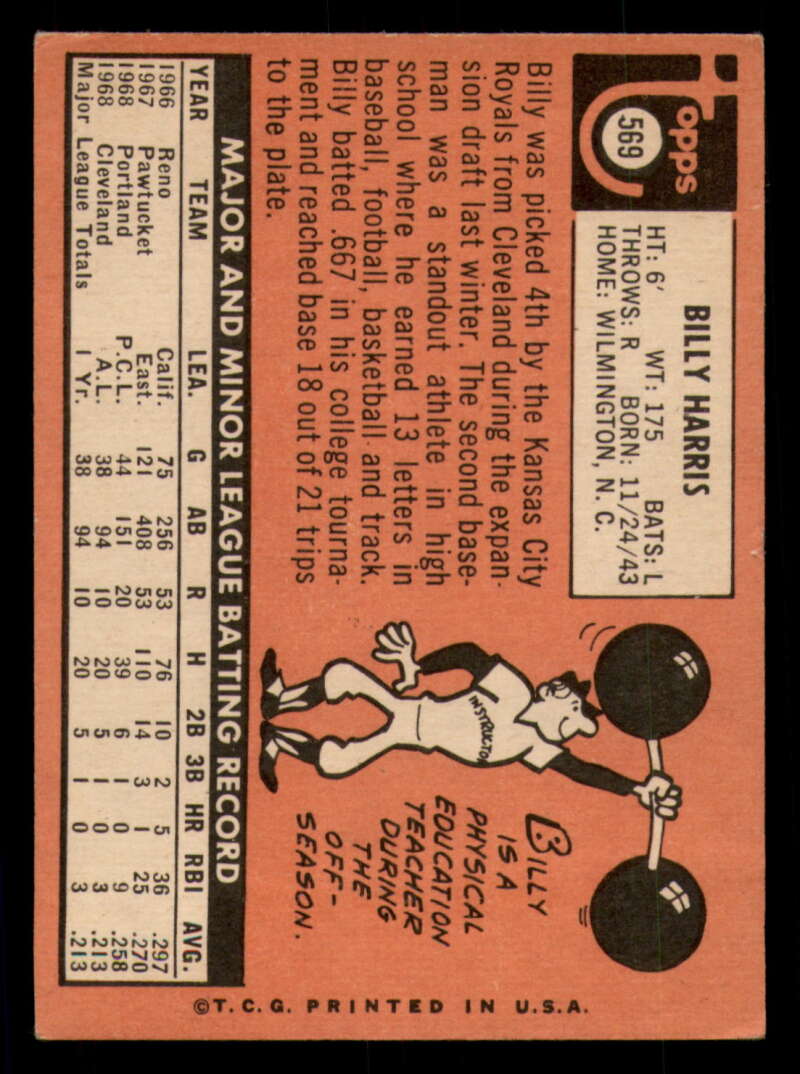 Topps
569
BILLY HARRIS
HT: 6' WT: 175 BATS: L
THROWS: R BORN: 11/24/43
HOME: WILMINGTON, N. C.
Billy was picked 4th by the Kansas City
Royals from Cleveland during the expan-
sion draft last winter. The second base-
man was a standout athlete in high
school where he earned 13 letters in
baseball, football, basketball and track.
Billy batted .667 in his college tourna-
ment and reached base 18 out of 21 trips
to the plate.
INSTRUCTOR
BILLY
IS A
PHYSICAL
EDUCATION
TEACHER
DURING
THE
OFF-
SEASON.
MAJOR AND MINOR LEAGUE BATTING RECORD
YEAR TEAM LEA. G AB R H 2B 3B HR RBI AVG.
1966 Reno Calif. 75 256 53 76 10 2 5 36 .297
1967 Pawtucket East. 121 408 53 110 14 3 1 25 .270
1968 Portland P.C.L. 44 151 20 39 6 1 0 9 .258
1968 Cleveland A.L. 38 94 10 20 5 1 0 3 .213
Major League Totals 1 Yr. 38 94 10 20 5 1 0 3 .213
©T.C.G. PRINTED IN U.S.A.